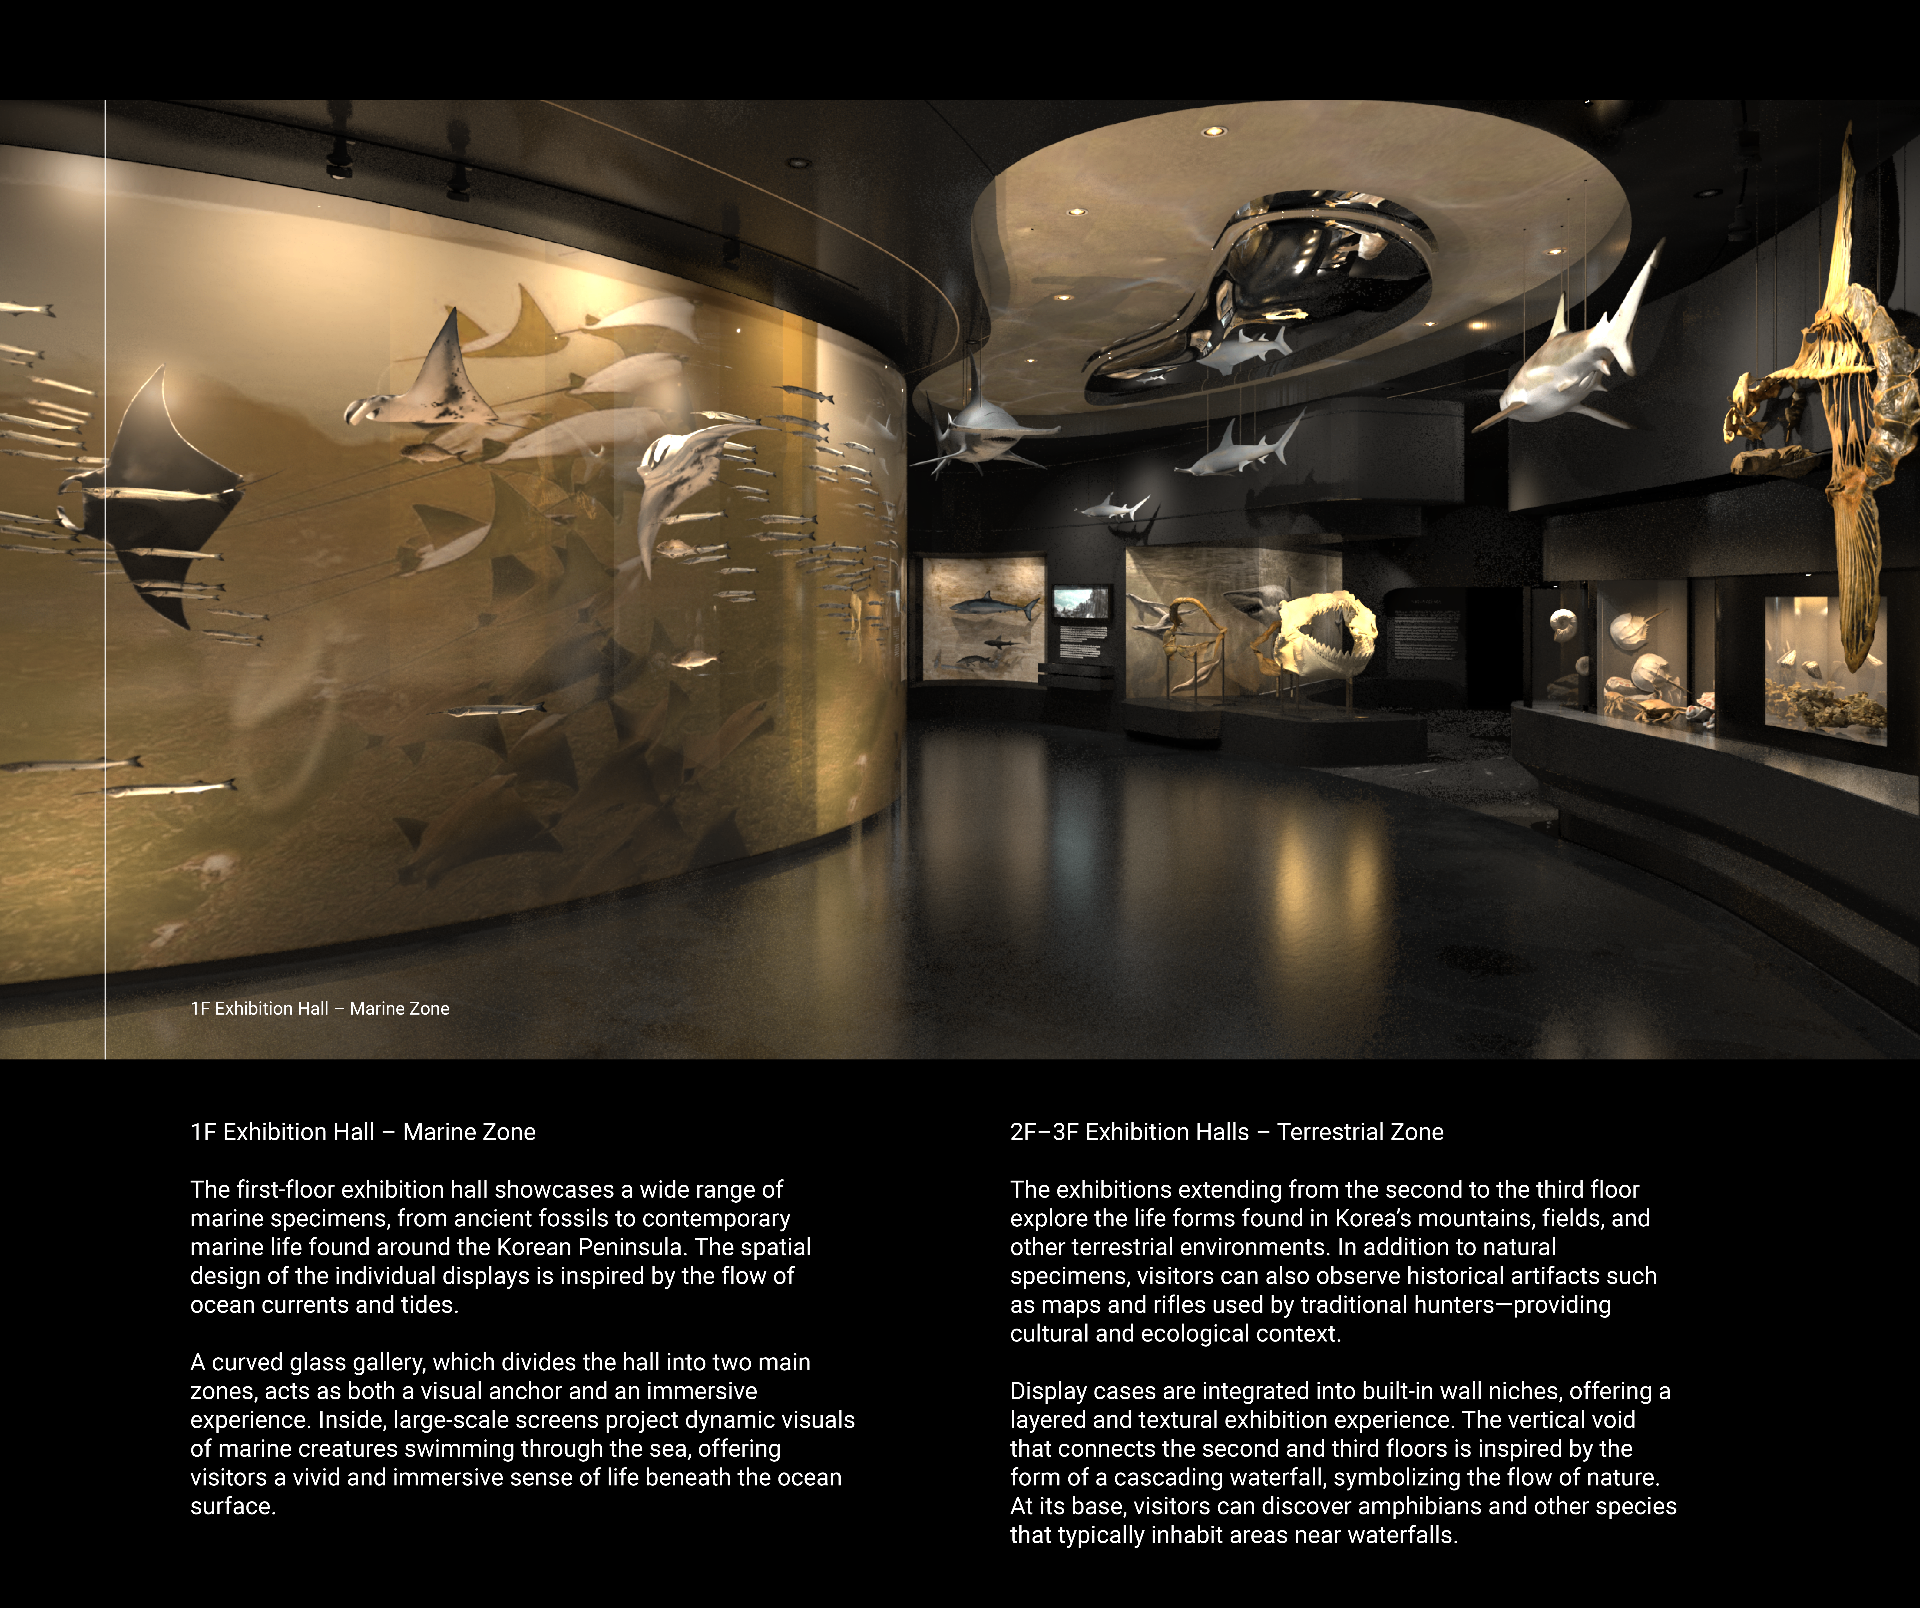 1F Exhibition Hall – Marine Zone
1F Exhibition Hall – Marine Zone
The first-floor exhibition hall showcases a wide range of
marine specimens, from ancient fossils to contemporary
marine life found around the Korean Peninsula. The spatial
design of the individual displays is inspired by the flow of
ocean currents and tides.
A curved glass gallery, which divides the hall into two main
zones, acts as both a visual anchor and an immersive
experience. Inside, large-scale screens project dynamic visuals
of marine creatures swimming through the sea, offering
visitors a vivid and immersive sense of life beneath the ocean
surface.
2F–3F Exhibition Halls – Terrestrial Zone
The exhibitions extending from the second to the third floor
explore the life forms found in Korea’s mountains, fields, and
other terrestrial environments. In addition to natural
specimens, visitors can also observe historical artifacts such
as maps and rifles used by traditional hunters—providing
cultural and ecological context.
Display cases are integrated into built-in wall niches, offering a
layered and textural exhibition experience. The vertical void
that connects the second and third floors is inspired by the
form of a cascading waterfall, symbolizing the flow of nature.
At its base, visitors can discover amphibians and other species
that typically inhabit areas near waterfalls.